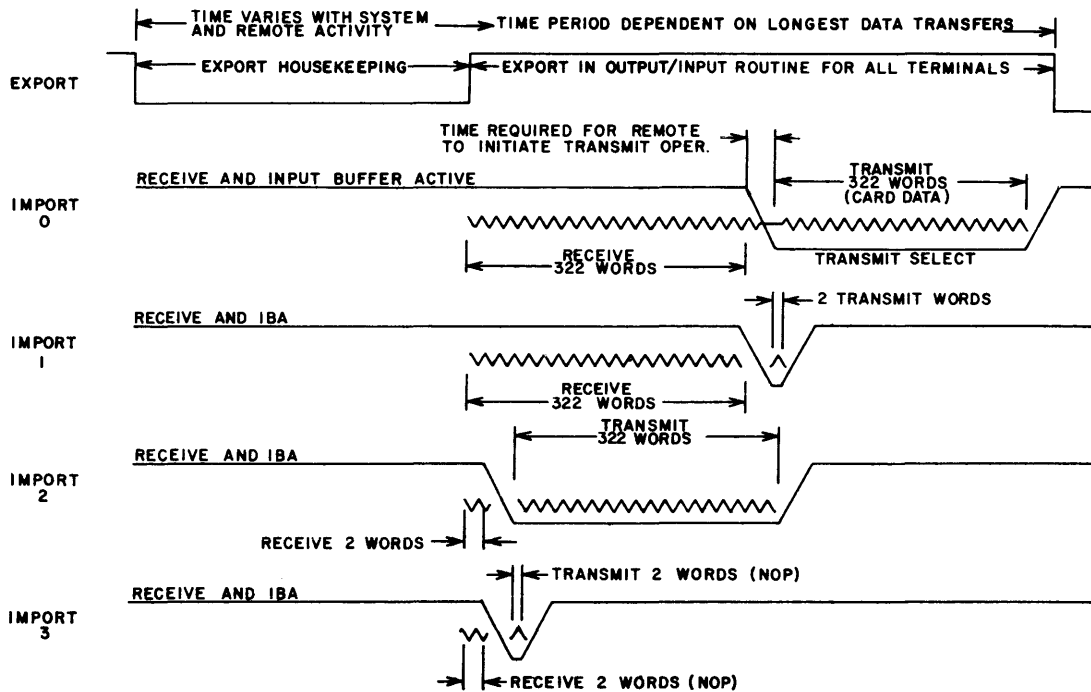 TIME VARIES WITH SYSTEM
AND REMOTE ACTIVITY
TIME PERIOD DEPENDENT ON LONGEST DATA TRANSFERS
EXPORT
EXPORT HOUSEKEEPING
EXPORT IN OUTPUT/INPUT ROUTINE FOR ALL TERMINALS
TIME REQUIRED FOR REMOTE
TO INITIATE TRANSMIT OPER.
IMPORT
0
RECEIVE AND INPUT BUFFER ACTIVE
TRANSMIT
322 WORDS
(CARD DATA)
RECEIVE
322 WORDS
TRANSMIT SELECT
2 TRANSMIT WORDS
IMPORT
1
RECEIVE AND IBA
RECEIVE
322 WORDS
TRANSMIT
322 WORDS
IMPORT
2
RECEIVE AND IBA
RECEIVE 2 WORDS
TRANSMIT 2 WORDS (NOP)
IMPORT
3
RECEIVE AND IBA
RECEIVE 2 WORDS (NOP)